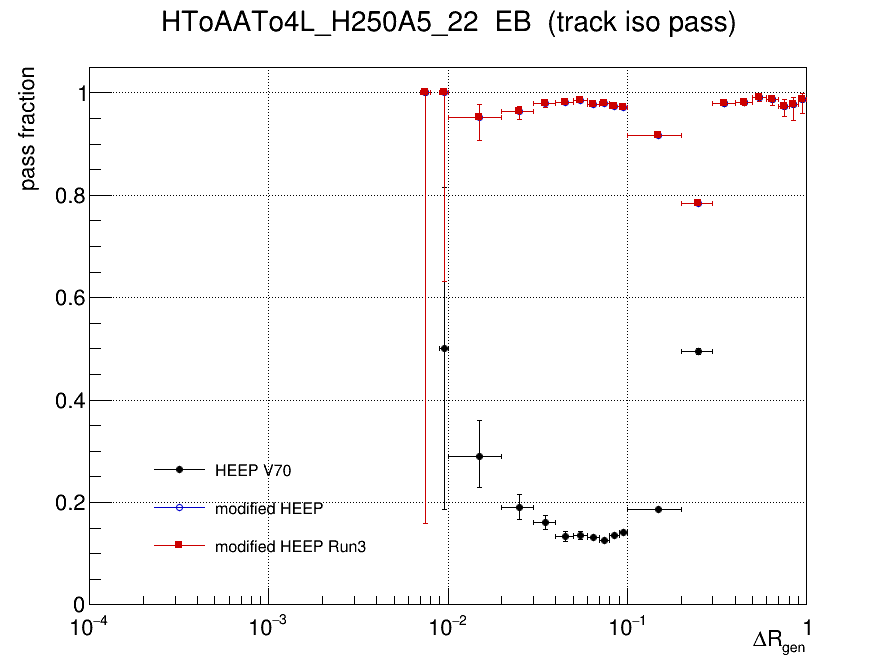 HToAATo4L_H250A5_22 EB (track iso pass)
pass fraction
1
0.8
0.6
0.4
0.2
0
HEEP V70
modified HEEP
modified HEEP Run3
10⁻⁴ 10⁻³ 10⁻² 10⁻¹ 1
ΔR_gen